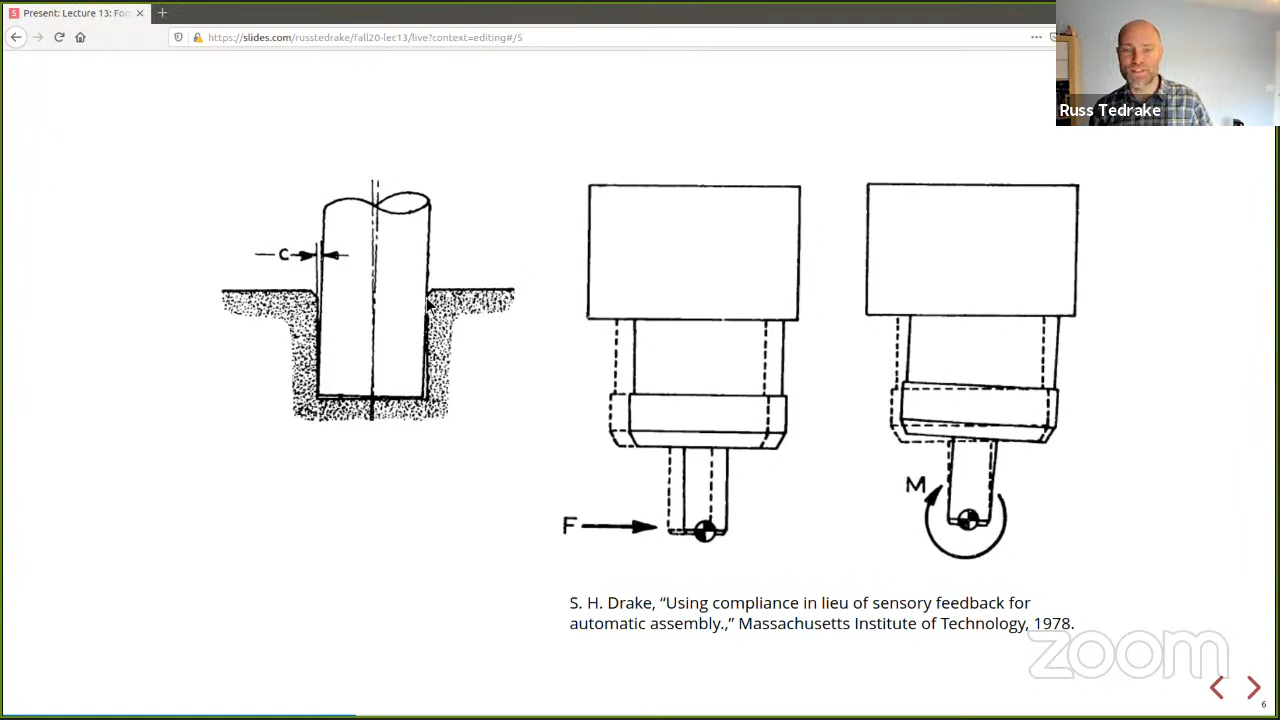 Present: Lecture 13: For
https://slides.com/russtedrake/fall20-lec13/live?context=editing#/5
Russ Tedrake
C
F
M
S. H. Drake, “Using compliance in lieu of sensory feedback for
automatic assembly.,” Massachusetts Institute of Technology, 1978.
zoom
6